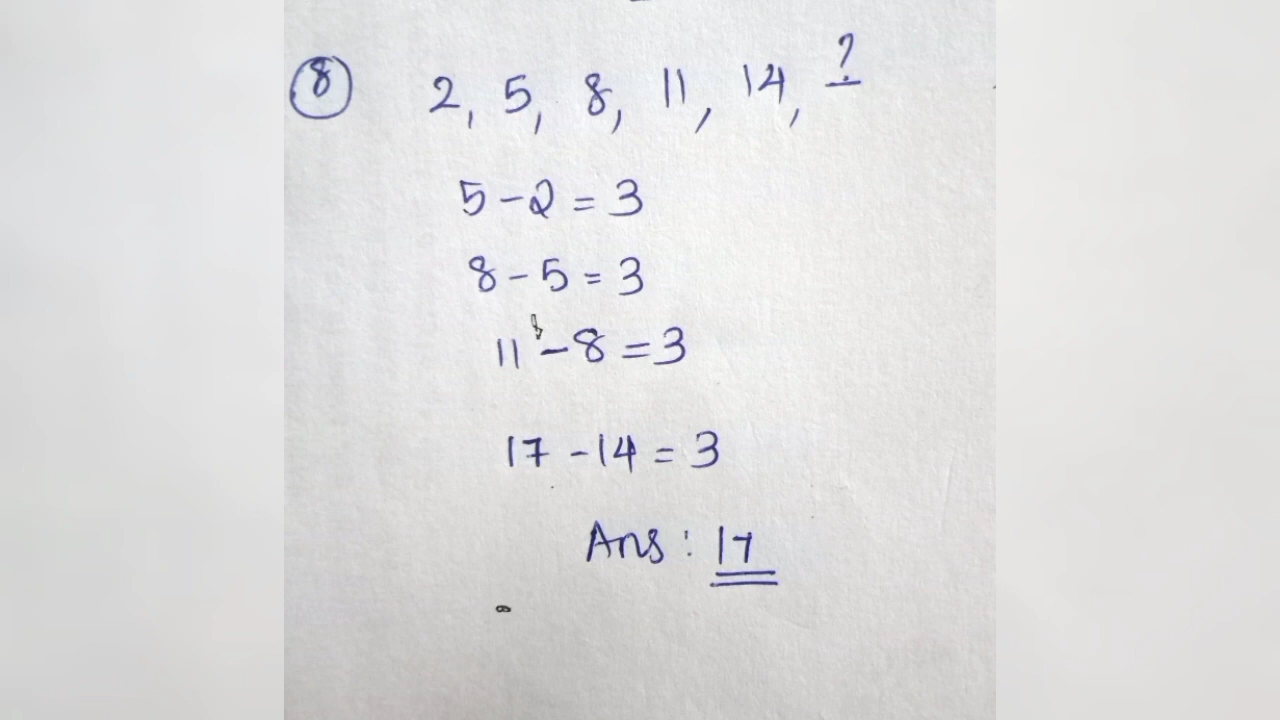 8 2, 5, 8, 11, 14, ?
5 - 2 = 3
8 - 5 = 3
11 - 8 = 3
17 - 14 = 3
Ans : 17